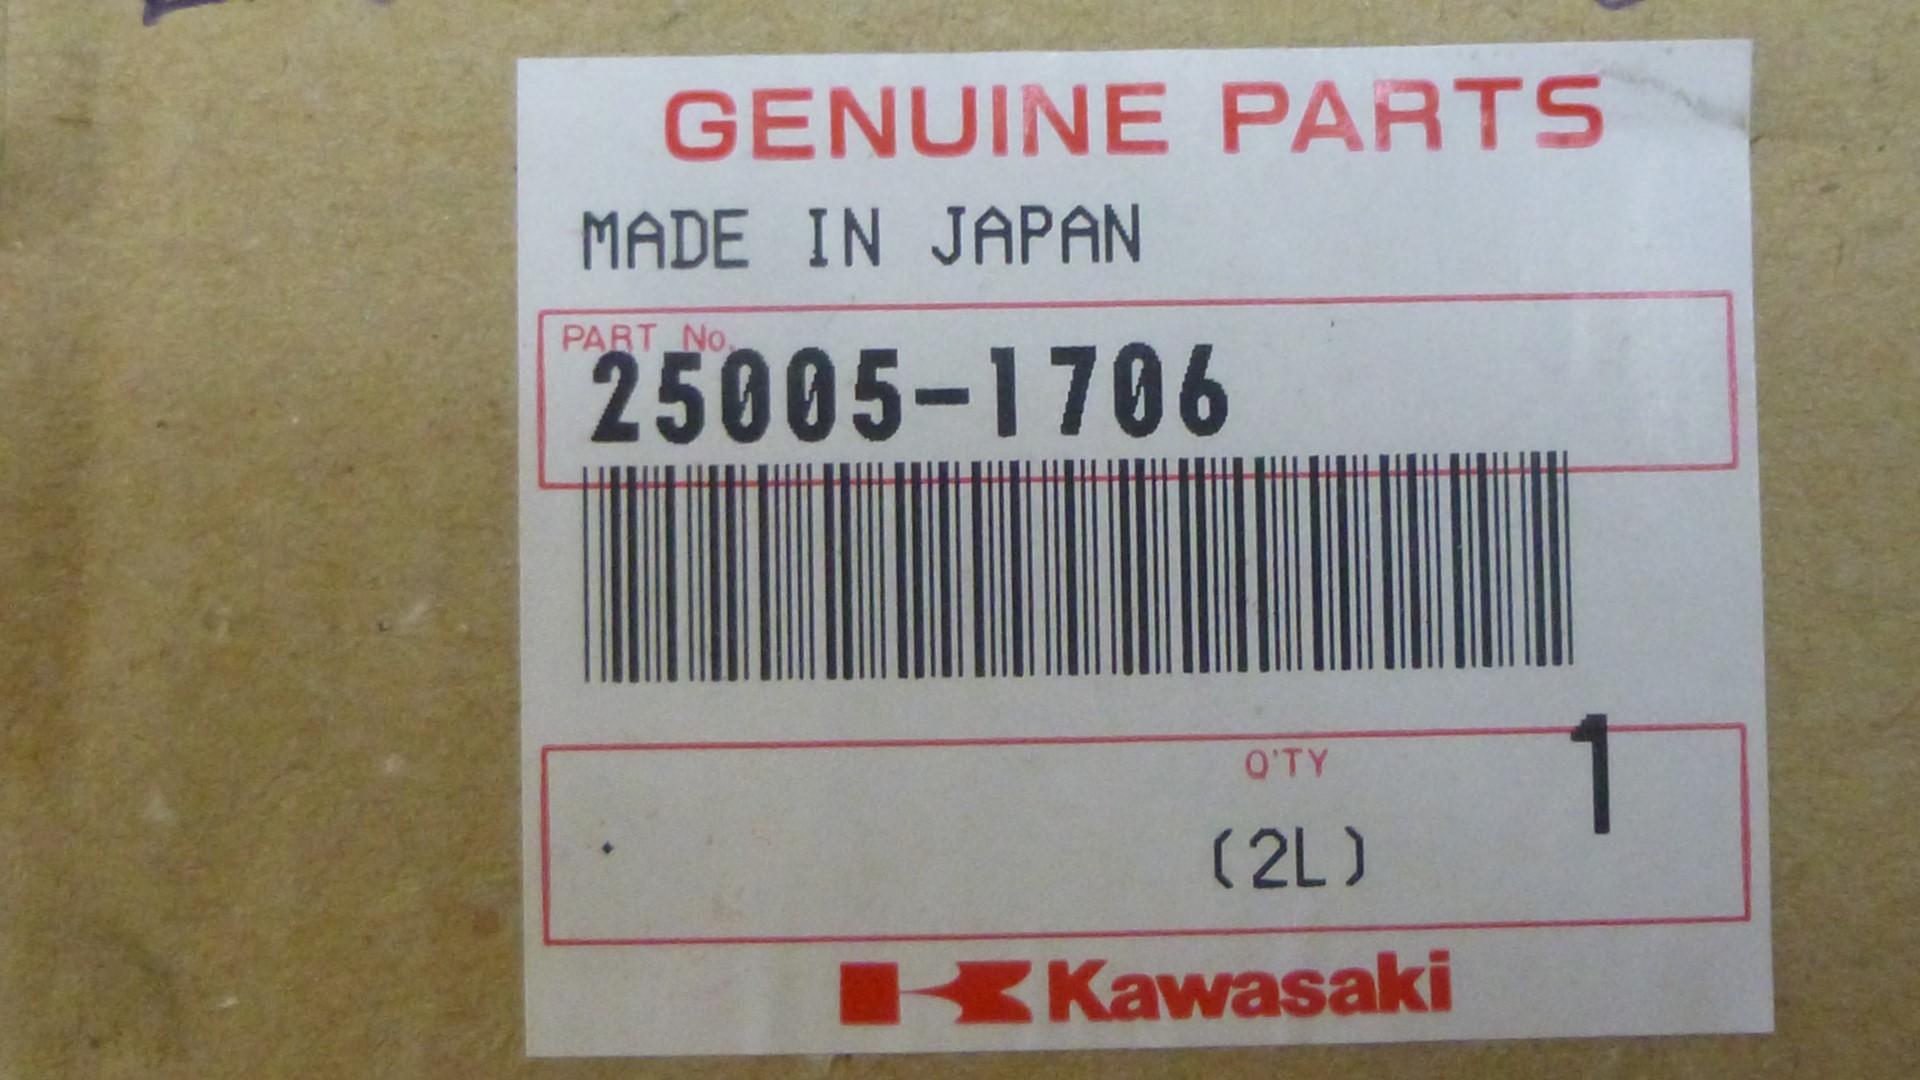 GENUINE PARTS
MADE IN JAPAN
PART No.
25005-1706
Q'TY
1
(2L)
Kawasaki